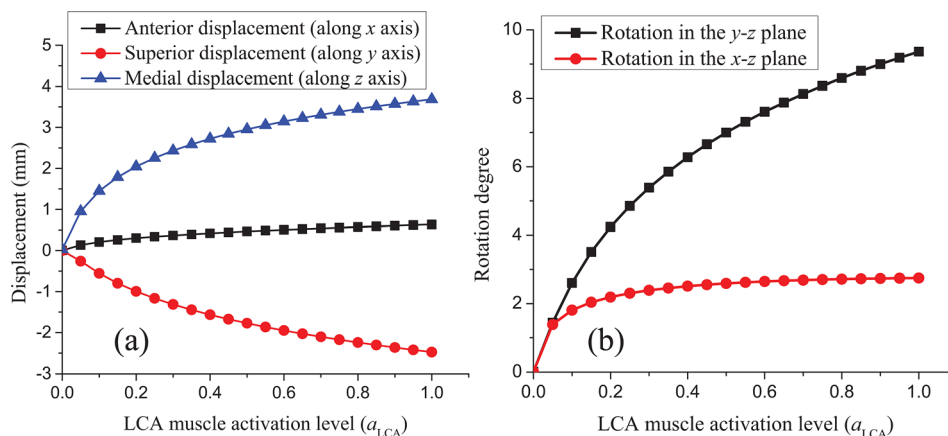 Anterior displacement (along x axis)
Superior displacement (along y axis)
Medial displacement (along z axis)
6
5
4
3
2
1
0
-1
-2
-3
Displacement (mm)
(a)
0.0 0.2 0.4 0.6 0.8 1.0
LCA muscle activation level (a_LCA)
Rotation in the y-z plane
Rotation in the x-z plane
10
8
6
4
2
0
Rotation degree
(b)
0.0 0.2 0.4 0.6 0.8 1.0
LCA muscle activation level (a_LCA)